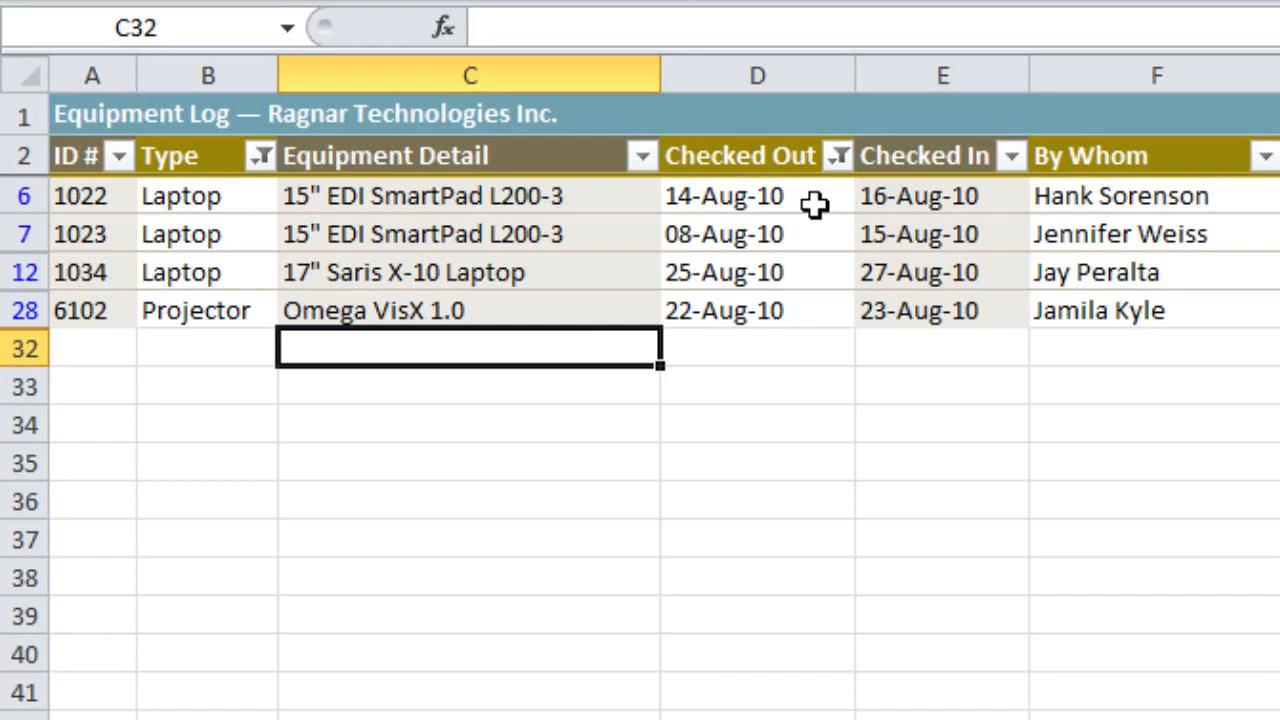 C32 fx
A B C D E F
1 Equipment Log — Ragnar Technologies Inc.
2 ID # Type Equipment Detail Checked Out Checked In By Whom
6 1022 Laptop 15" EDI SmartPad L200-3 14-Aug-10 16-Aug-10 Hank Sorenson
7 1023 Laptop 15" EDI SmartPad L200-3 08-Aug-10 15-Aug-10 Jennifer Weiss
12 1034 Laptop 17" Saris X-10 Laptop 25-Aug-10 27-Aug-10 Jay Peralta
28 6102 Projector Omega VisX 1.0 22-Aug-10 23-Aug-10 Jamila Kyle
32
33
34
35
36
37
38
39
40
41